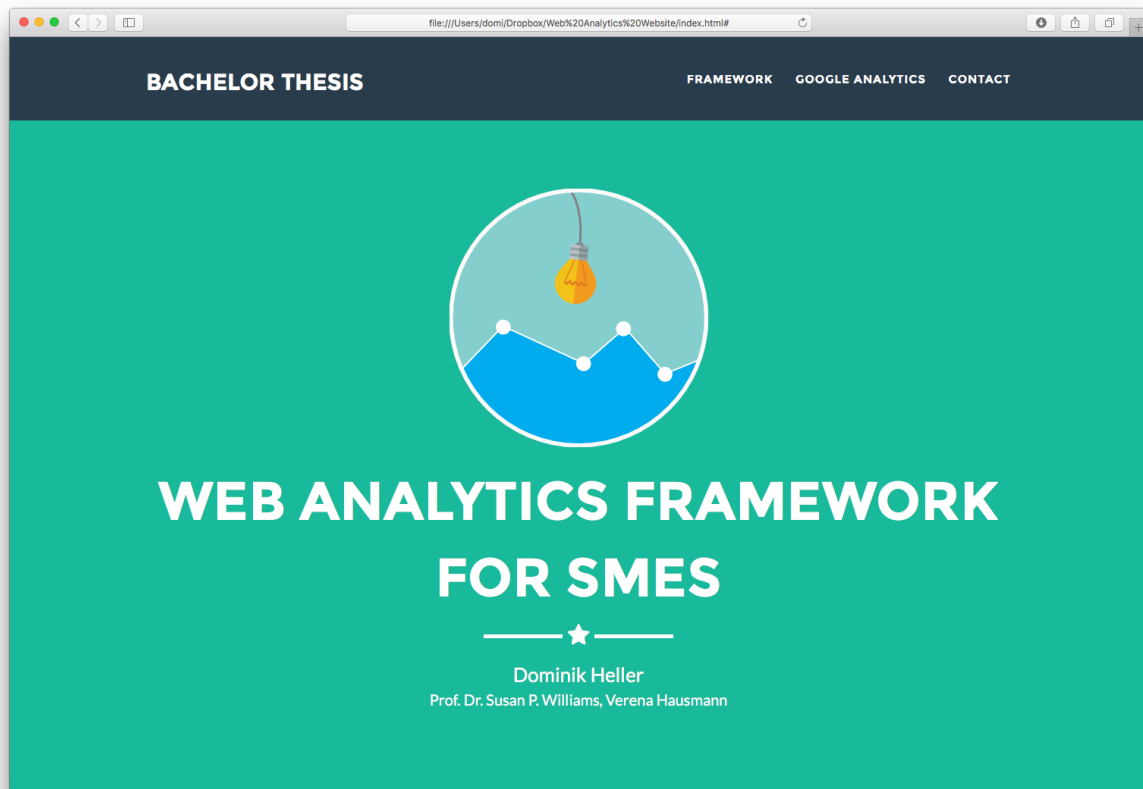 file:///Users/domi/Dropbox/Web%20Analytics%20Website/index.html#
BACHELOR THESIS
FRAMEWORK GOOGLE ANALYTICS CONTACT
WEB ANALYTICS FRAMEWORK
FOR SMES
Dominik Heller
Prof. Dr. Susan P. Williams, Verena Hausmann